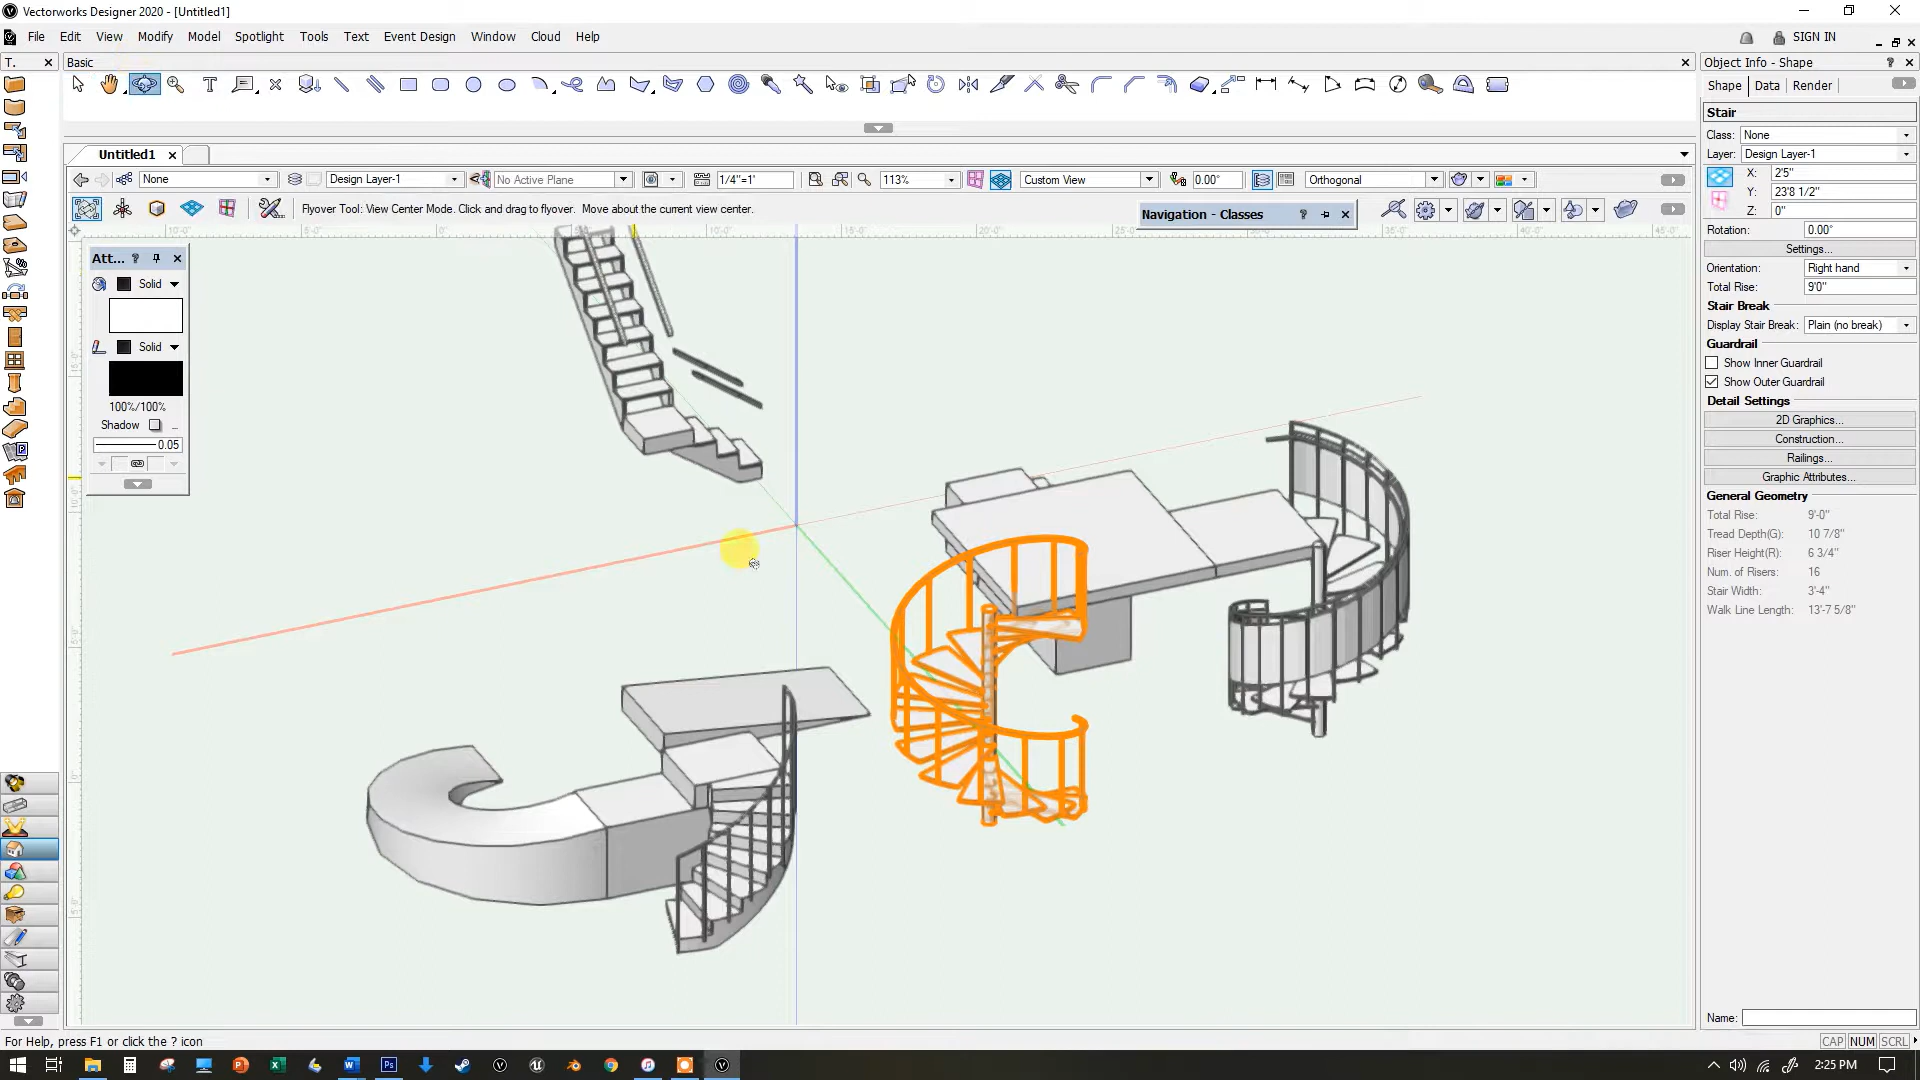 Vectorworks Designer 2020 - [Untitled1]
File Edit View Modify Model Spotlight Tools Text Event Design Window Cloud Help
SIGN IN
T.
Basic
Object Info - Shape
Shape Data Render
Stair
Class: None
Layer: Design Layer-1
X: 2'5"
Y: 23'8 1/2"
Z: 0"
Rotation: 0.00°
Settings...
Orientation: Right hand
Total Rise: 9'0"
Stair Break
Display Stair Break: Plain (no break)
Guardrail
Show Inner Guardrail
Show Outer Guardrail
Detail Settings
2D Graphics...
Construction...
Railings...
Graphic Attributes...
General Geometry
Total Rise: 9'-0"
Tread Depth(G): 10 7/8"
Riser Height(R): 6 3/4"
Num. of Risers: 16
Stair Width: 3'-4"
Walk Line Length: 13'-7 5/8"
Name:
Untitled1
None
Design Layer-1
No Active Plane
1/4"=1'
113%
Custom View
0.00°
Orthogonal
Flyover Tool: View Center Mode. Click and drag to flyover. Move about the current view center.
Navigation - Classes
Att...
Solid
Solid
100%/100%
Shadow
0.05
For Help, press F1 or click the ? icon
CAP NUM SCRL
2:25 PM